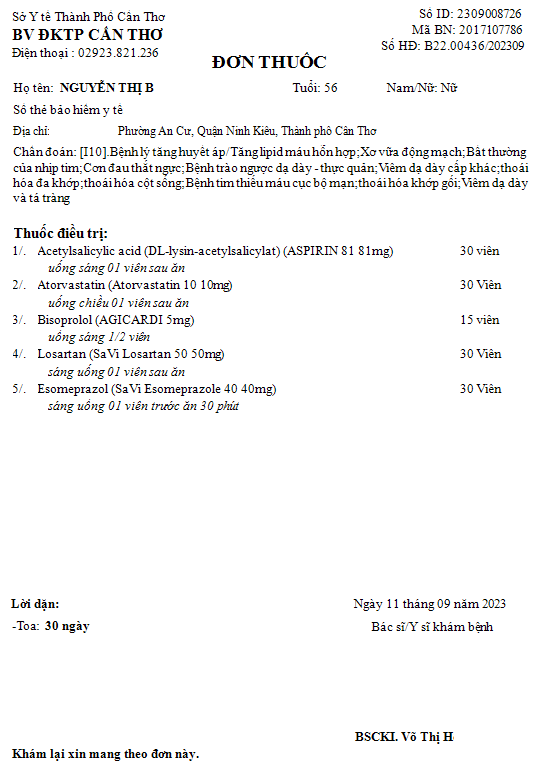 Sở Y tế Thành Phố Cần Thơ
Số ID: 2309008726
BV ĐKTP CẦN THƠ
Mã BN: 2017107786
Điện thoại : 02923.821.236
Số HĐ: B22.00436/202309
ĐƠN THUỐC
Họ tên: NGUYỄN THỊ B Tuổi: 56 Nam/Nữ: Nữ
Số thẻ bảo hiểm y tế
Địa chỉ: Phường An Cư, Quận Ninh Kiều, Thành phố Cần Thơ
Chẩn đoán: [I10].Bệnh lý tăng huyết áp/ Tăng lipid máu hỗn hợp;Xơ vữa động mạch;Bất thường
của nhịp tim;Cơn đau thắt ngực;Bệnh trào ngược dạ dày - thực quản;Viêm dạ dày cấp khác;thoái
hóa đa khớp;thoái hóa cột sống;Bệnh tim thiếu máu cục bộ mạn;thoái hóa khớp gối;Viêm dạ dày
và tá tràng
Thuốc điều trị:
1/. Acetylsalicylic acid (DL-lysin-acetylsalicylat) (ASPIRIN 81 81mg) 30 viên
uống sáng 01 viên sau ăn
2/. Atorvastatin (Atorvastatin 10 10mg) 30 Viên
uống chiều 01 viên sau ăn
3/. Bisoprolol (AGICARDI 5mg) 15 viên
uống sáng 1/2 viên
4/. Losartan (SaVi Losartan 50 50mg) 30 Viên
sáng uống 01 viên sau ăn
5/. Esomeprazol (SaVi Esomeprazole 40 40mg) 30 Viên
sáng uống 01 viên trước ăn 30 phút
Lời dặn:
Ngày 11 tháng 09 năm 2023
-Toa: 30 ngày
Bác sĩ/Y sĩ khám bệnh
BSCKI. Võ Thị H
Khám lại xin mang theo đơn này.